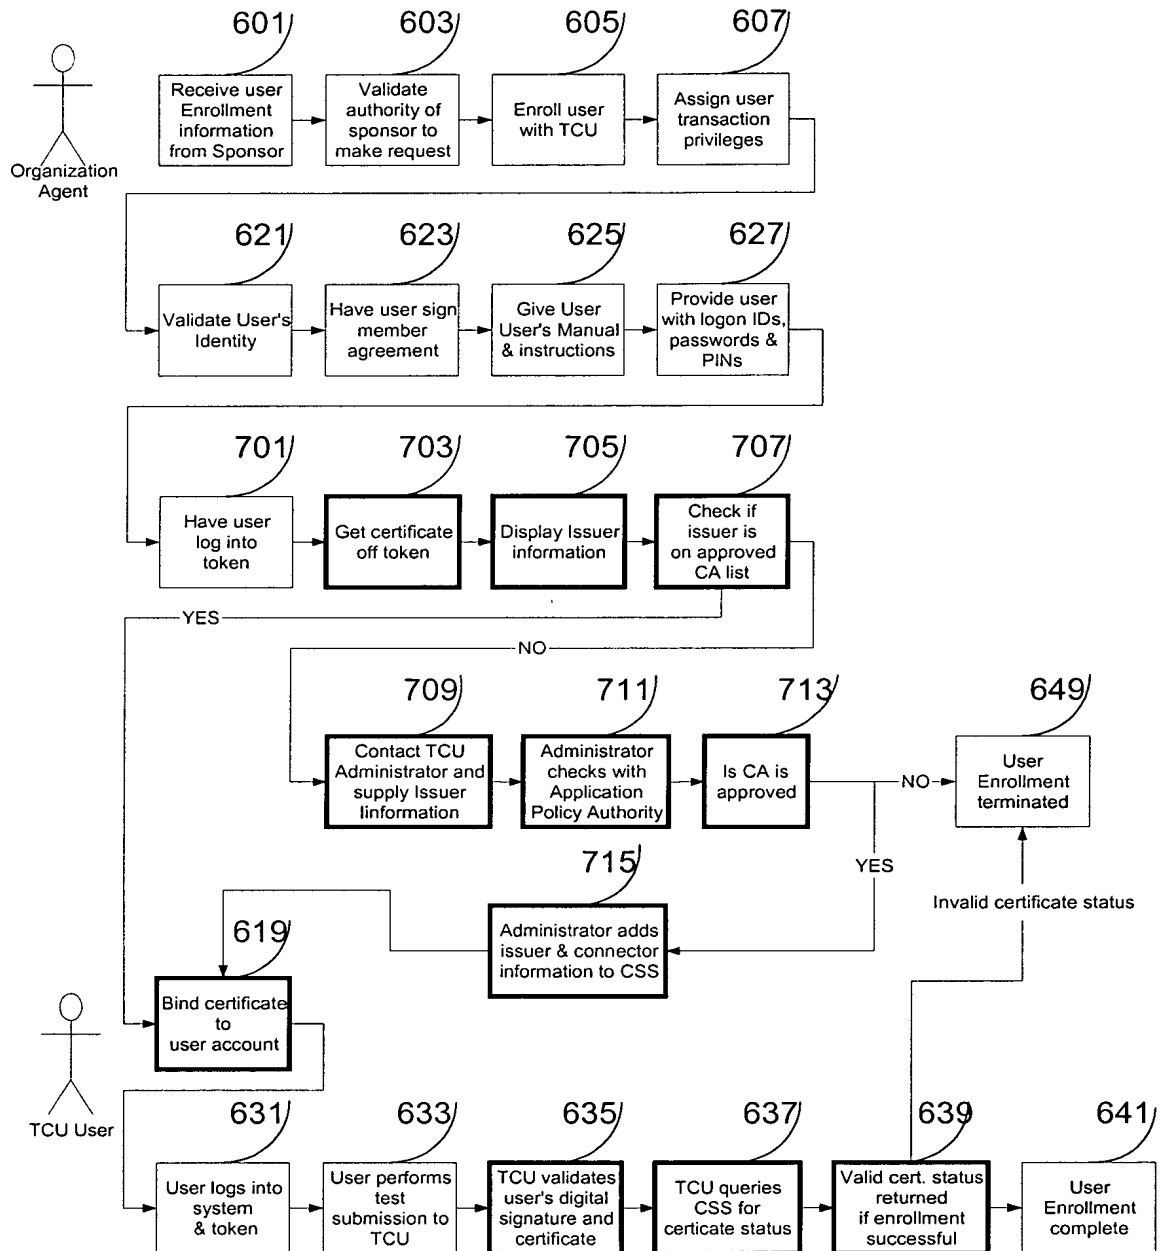 601
603
605
607
Receive user
Enrollment
information
from Sponsor
Validate
authority of
sponsor to
make request
Enroll user
with TCU
Assign user
transaction
privileges
Organization
Agent
621
623
625
627
Validate User's
Identity
Have user sign
member
agreement
Give User
User's Manual
& instructions
Provide user
with logon IDs,
passwords &
PINs
701
703
705
707
Have user
log into
token
Get certificate
off token
Display Issuer
information
Check if
issuer is
on approved
CA list
YES
NO
709
711
713
649
Contact TCU
Administrator and
supply Issuer
Iinformation
Administrator
checks with
Application
Policy Authority
Is CA is
approved
NO
User
Enrollment
terminated
YES
715
Invalid certificate status
Administrator adds
issuer & connector
information to CSS
619
Bind certificate
to
user account
TCU User
631
633
635
637
639
641
User logs into
system
& token
User performs
test
submission to
TCU
TCU validates
user's digital
signature and
certificate
TCU queries
CSS for
certicate status
Valid cert. status
returned
if enrollment
successful
User
Enrollment
complete